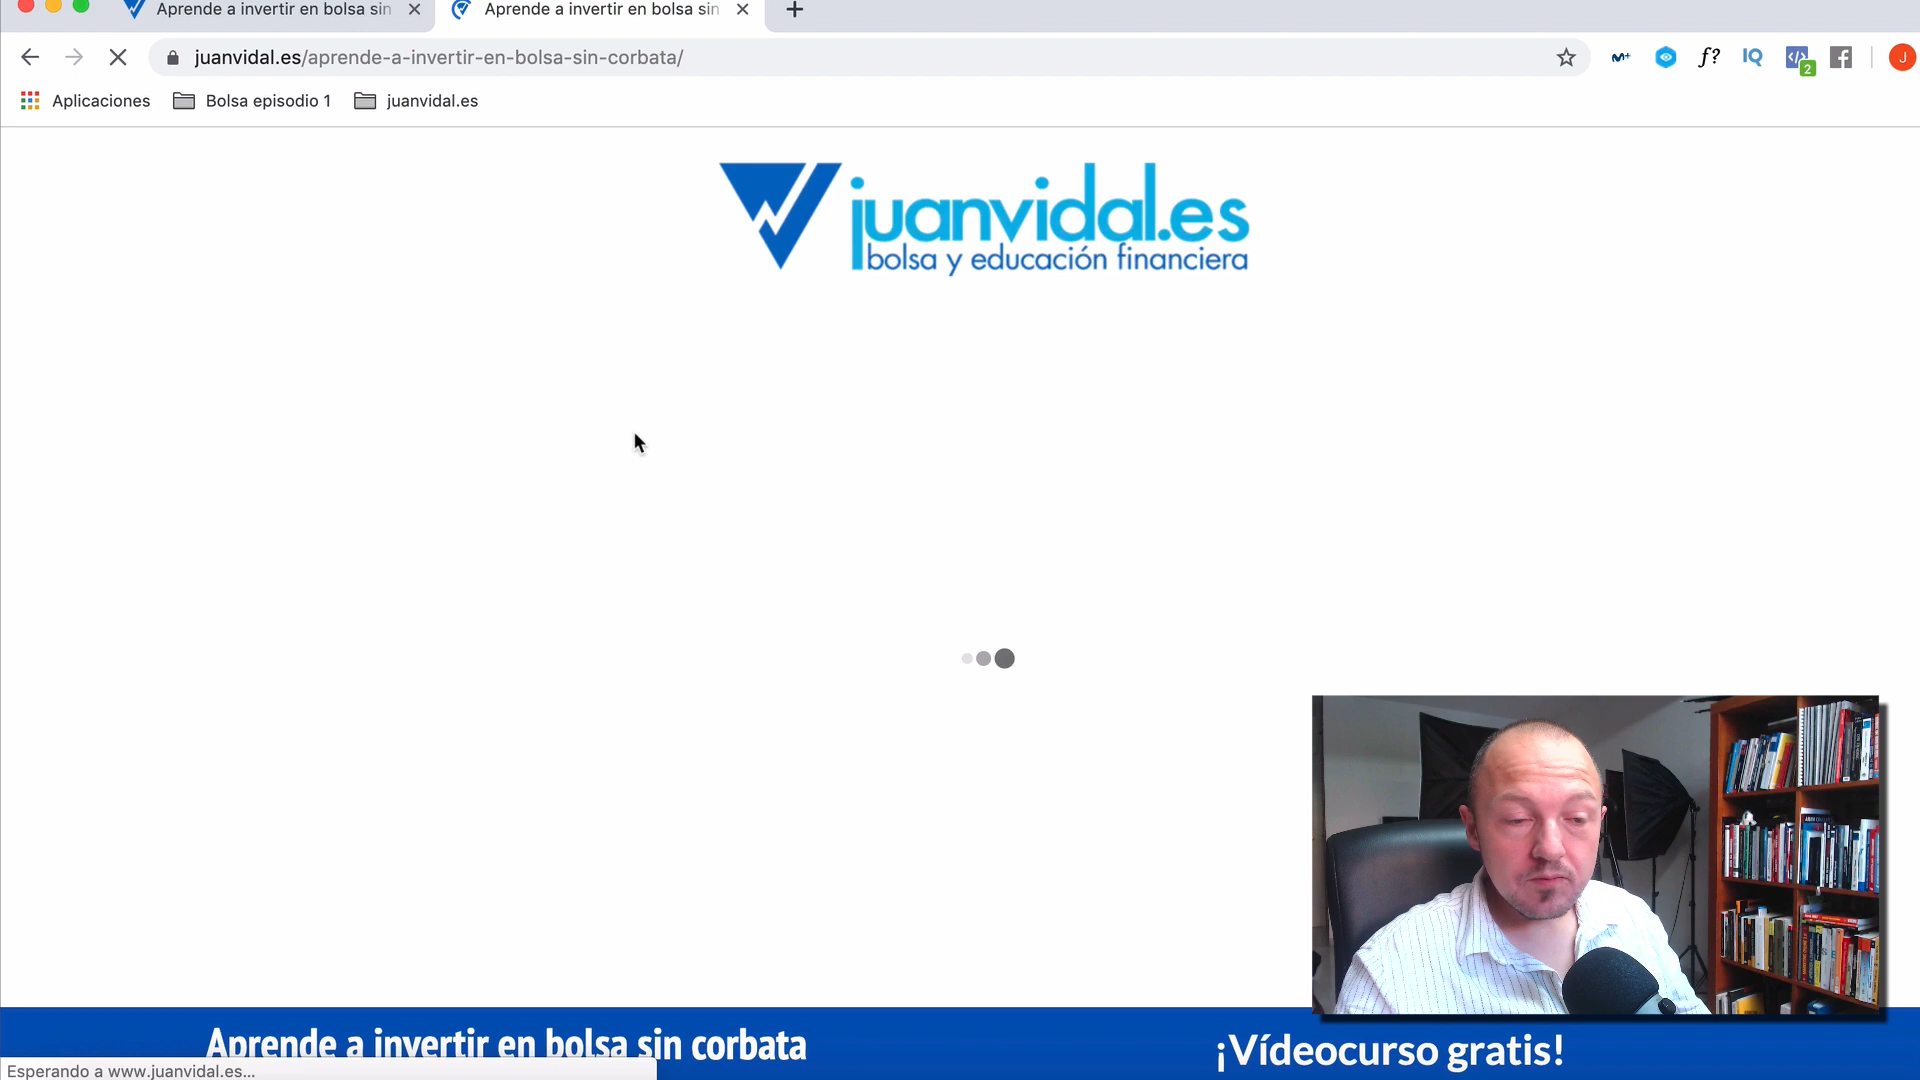 Aprende a invertir en bolsa sin
Aprende a invertir en bolsa sin
juanvidal.es/aprende-a-invertir-en-bolsa-sin-corbata/
M+
f?
IQ
2
J
Aplicaciones
Bolsa episodio 1
juanvidal.es
juanvidal.es
bolsa y educación financiera
Aprende a invertir en bolsa sin corbata
¡Vídeocurso gratis!
Esperando a www.juanvidal.es...